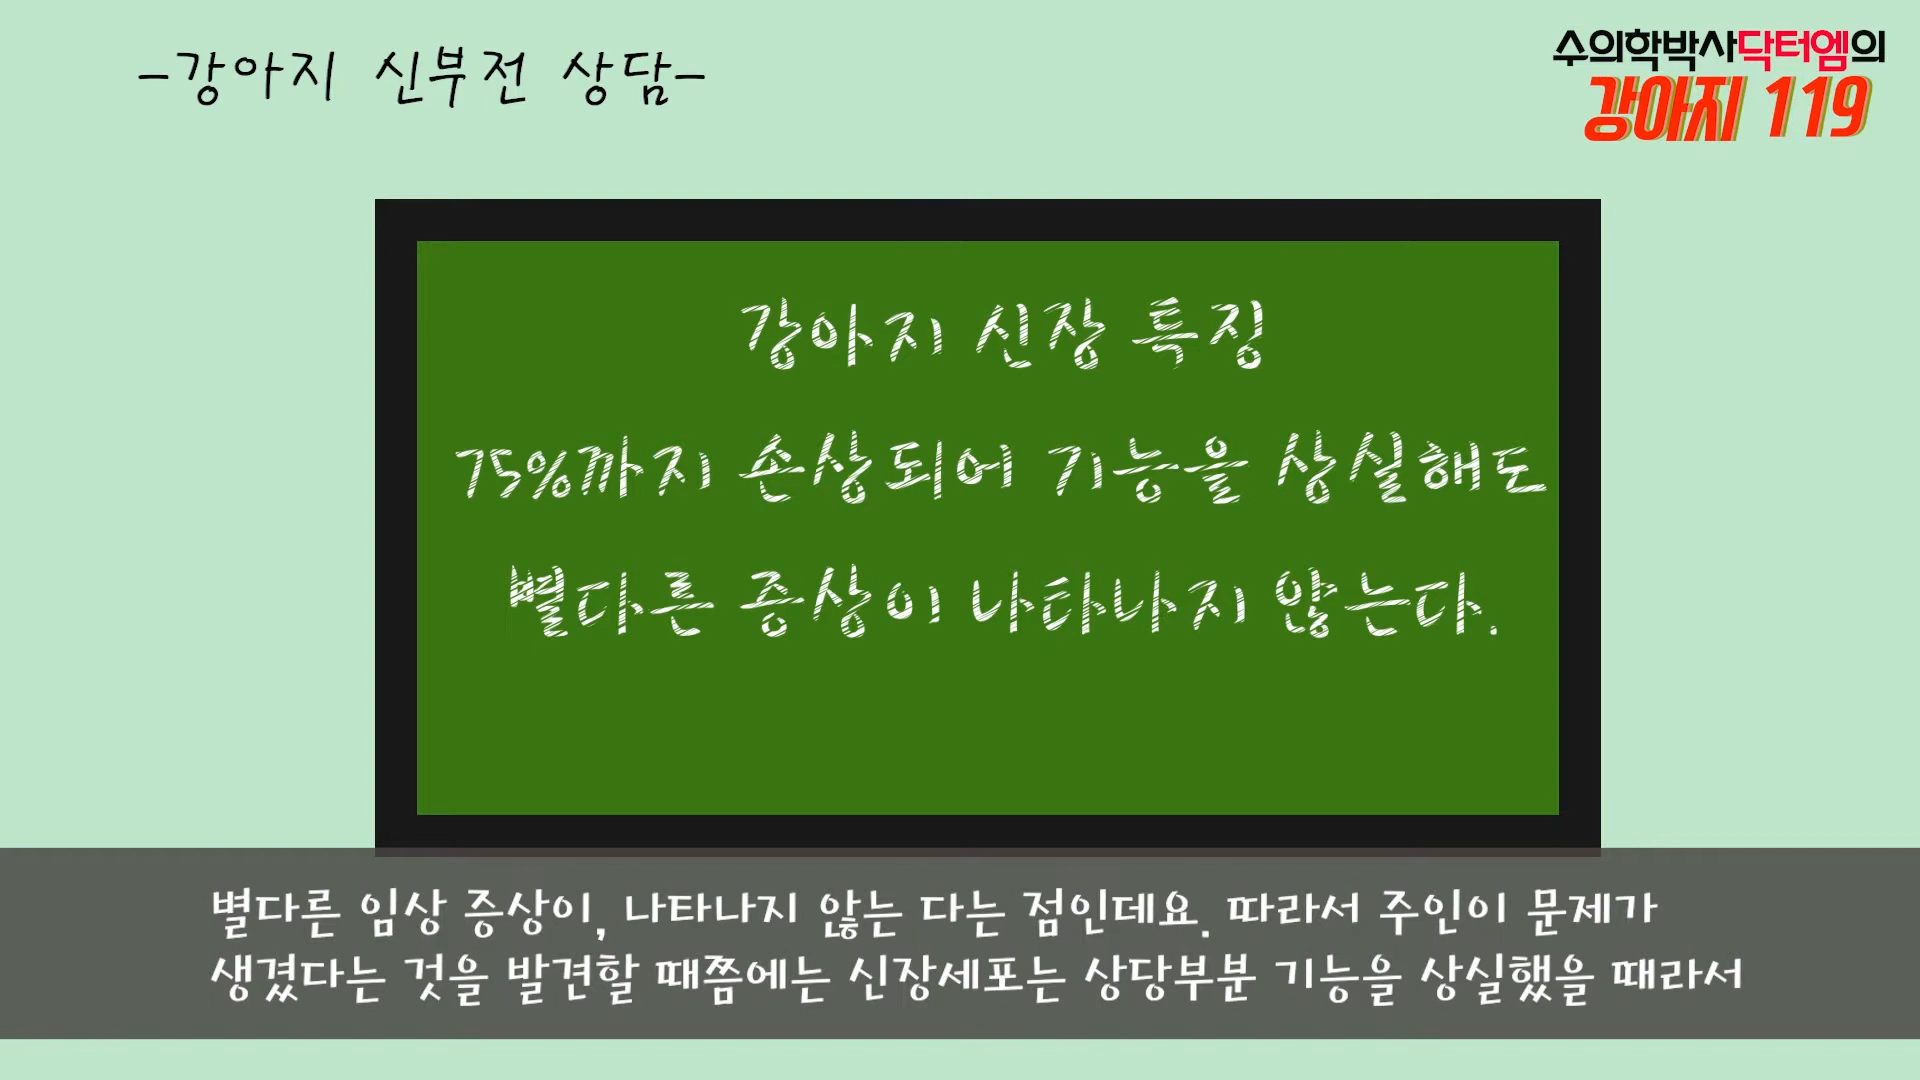 -강아지 신부전 상담-
수의학박사닥터엠의
강아지 119
강아지 신장 특징
75%까지 손상되어 기능을 상실해도
별다른 증상이 나타나지 않는다.
별다른 임상 증상이, 나타나지 않는 다는 점인데요. 따라서 주인이 문제가
생겼다는 것을 발견할 때쯤에는 신장세포는 상당부분 기능을 상실했을 때라서